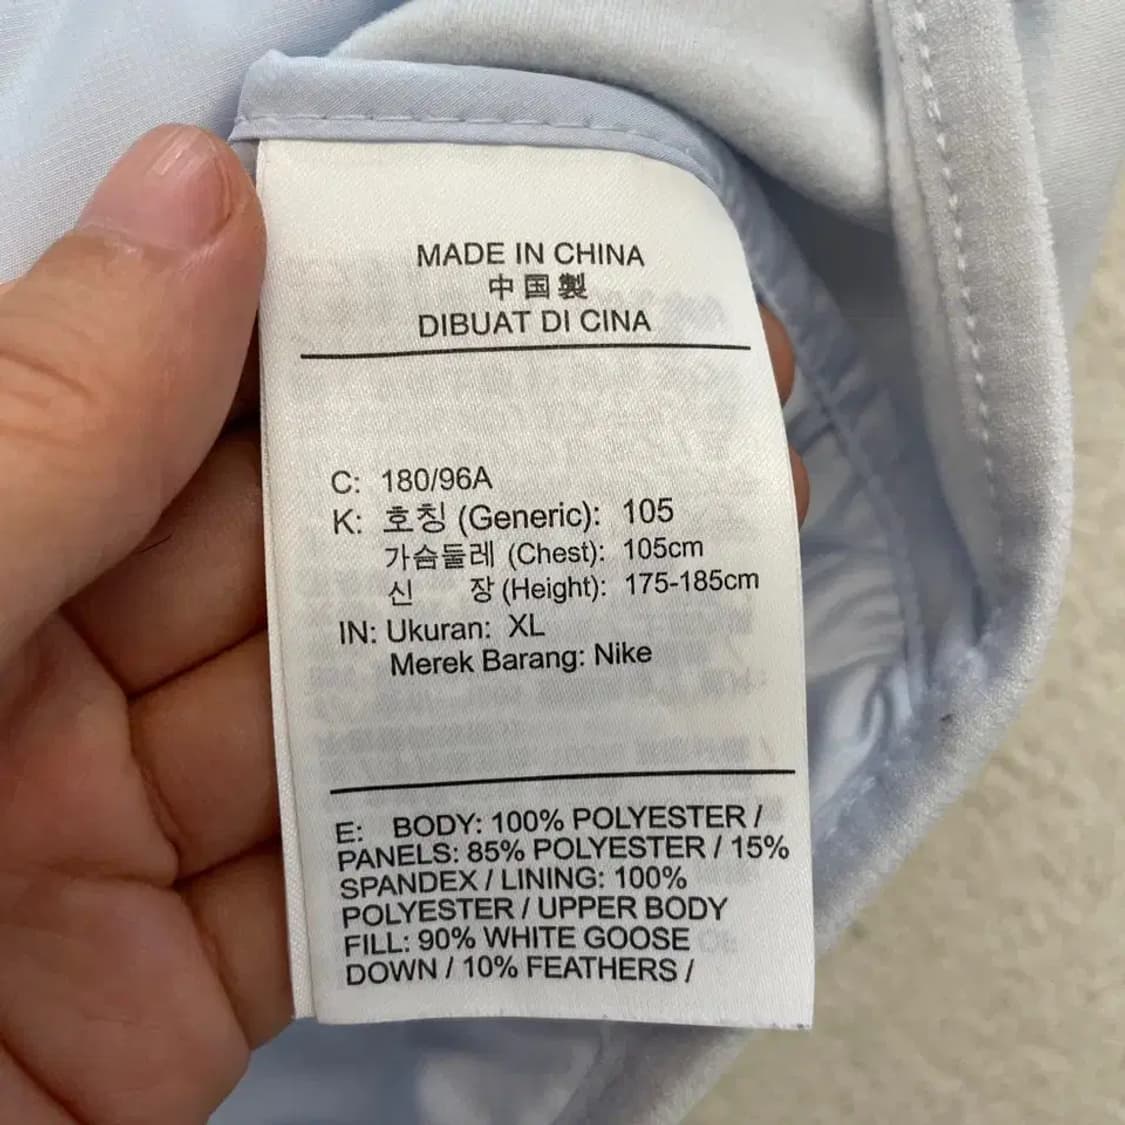 MADE IN CHINA
中国製
DIBUAT DI CINA
C: 180/96A
K: 호칭 (Generic): 105
가슴둘레 (Chest): 105cm
신 장 (Height): 175-185cm
IN: Ukuran: XL
Merek Barang: Nike
E: BODY: 100% POLYESTER /
PANELS: 85% POLYESTER / 15%
SPANDEX / LINING: 100%
POLYESTER / UPPER BODY
FILL: 90% WHITE GOOSE
DOWN / 10% FEATHERS /